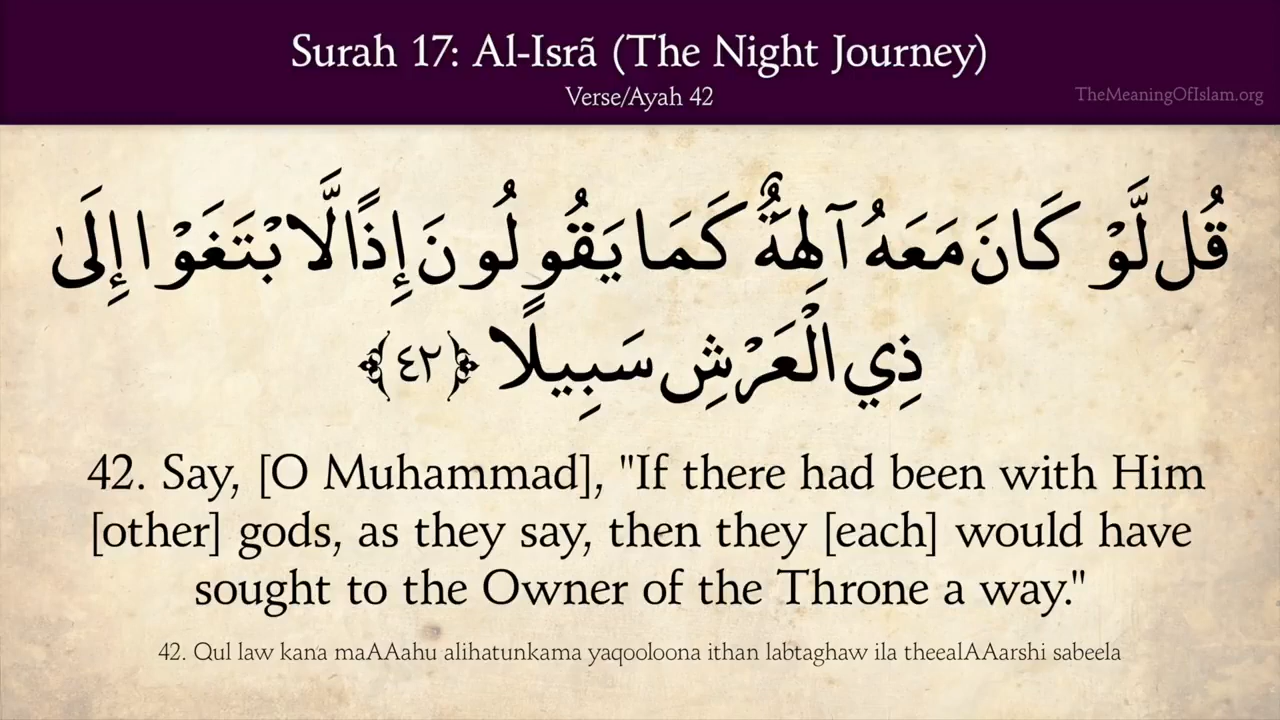 Surah 17: Al-Isrã (The Night Journey)
Verse/Ayah 42
TheMeaningOfIslam.org
قُل لَّوْ كَانَ مَعَهُ آلِهَةٌ كَمَا يَقُولُونَ إِذًا لَّابْتَغَوْا إِلَىٰ
ذِي الْعَرْشِ سَبِيلًا ﴿٤٢﴾
42. Say, [O Muhammad], "If there had been with Him
[other] gods, as they say, then they [each] would have
sought to the Owner of the Throne a way."
42. Qul law kana maAAahu alihatunkama yaqooloona ithan labtaghaw ila theealAAarshi sabeela